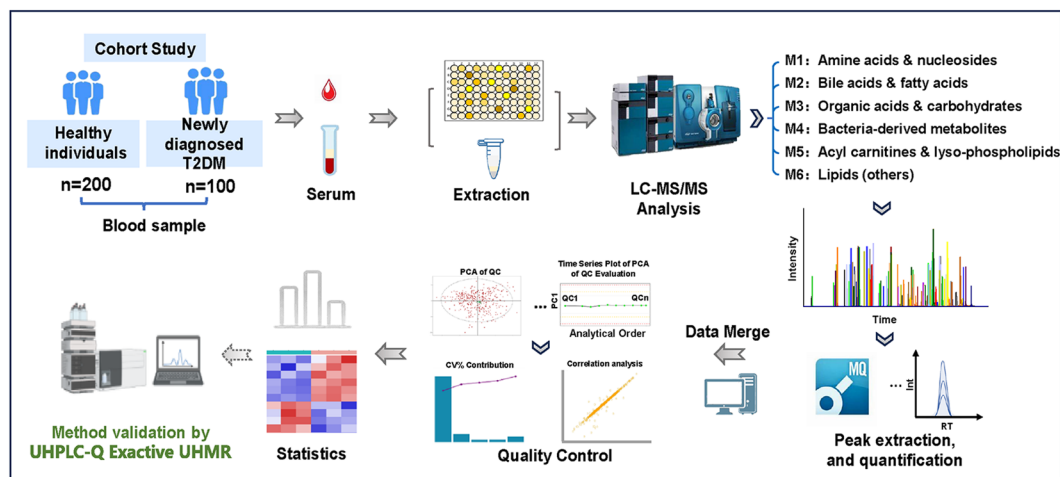 Cohort Study
Healthy
individuals
n=200
Newly
diagnosed
T2DM
n=100
Blood sample
Serum
Extraction
LC-MS/MS
Analysis
M1: Amine acids & nucleosides
M2: Bile acids & fatty acids
M3: Organic acids & carbohydrates
M4: Bacteria-derived metabolites
M5: Acyl carnitines & lyso-phospholipids
M6: Lipids (others)
Intensity
Time
MQ
...
Int
RT
Peak extraction,
and quantification
Data Merge
PCA of QC
...
Time Series Plot of PCA
of QC Evaluation
PC1
QC1
QCn
Analytical Order
CV% Contribution
Correlation analysis
Quality Control
Statistics
Method validation by
UHPLC-Q Exactive UHMR